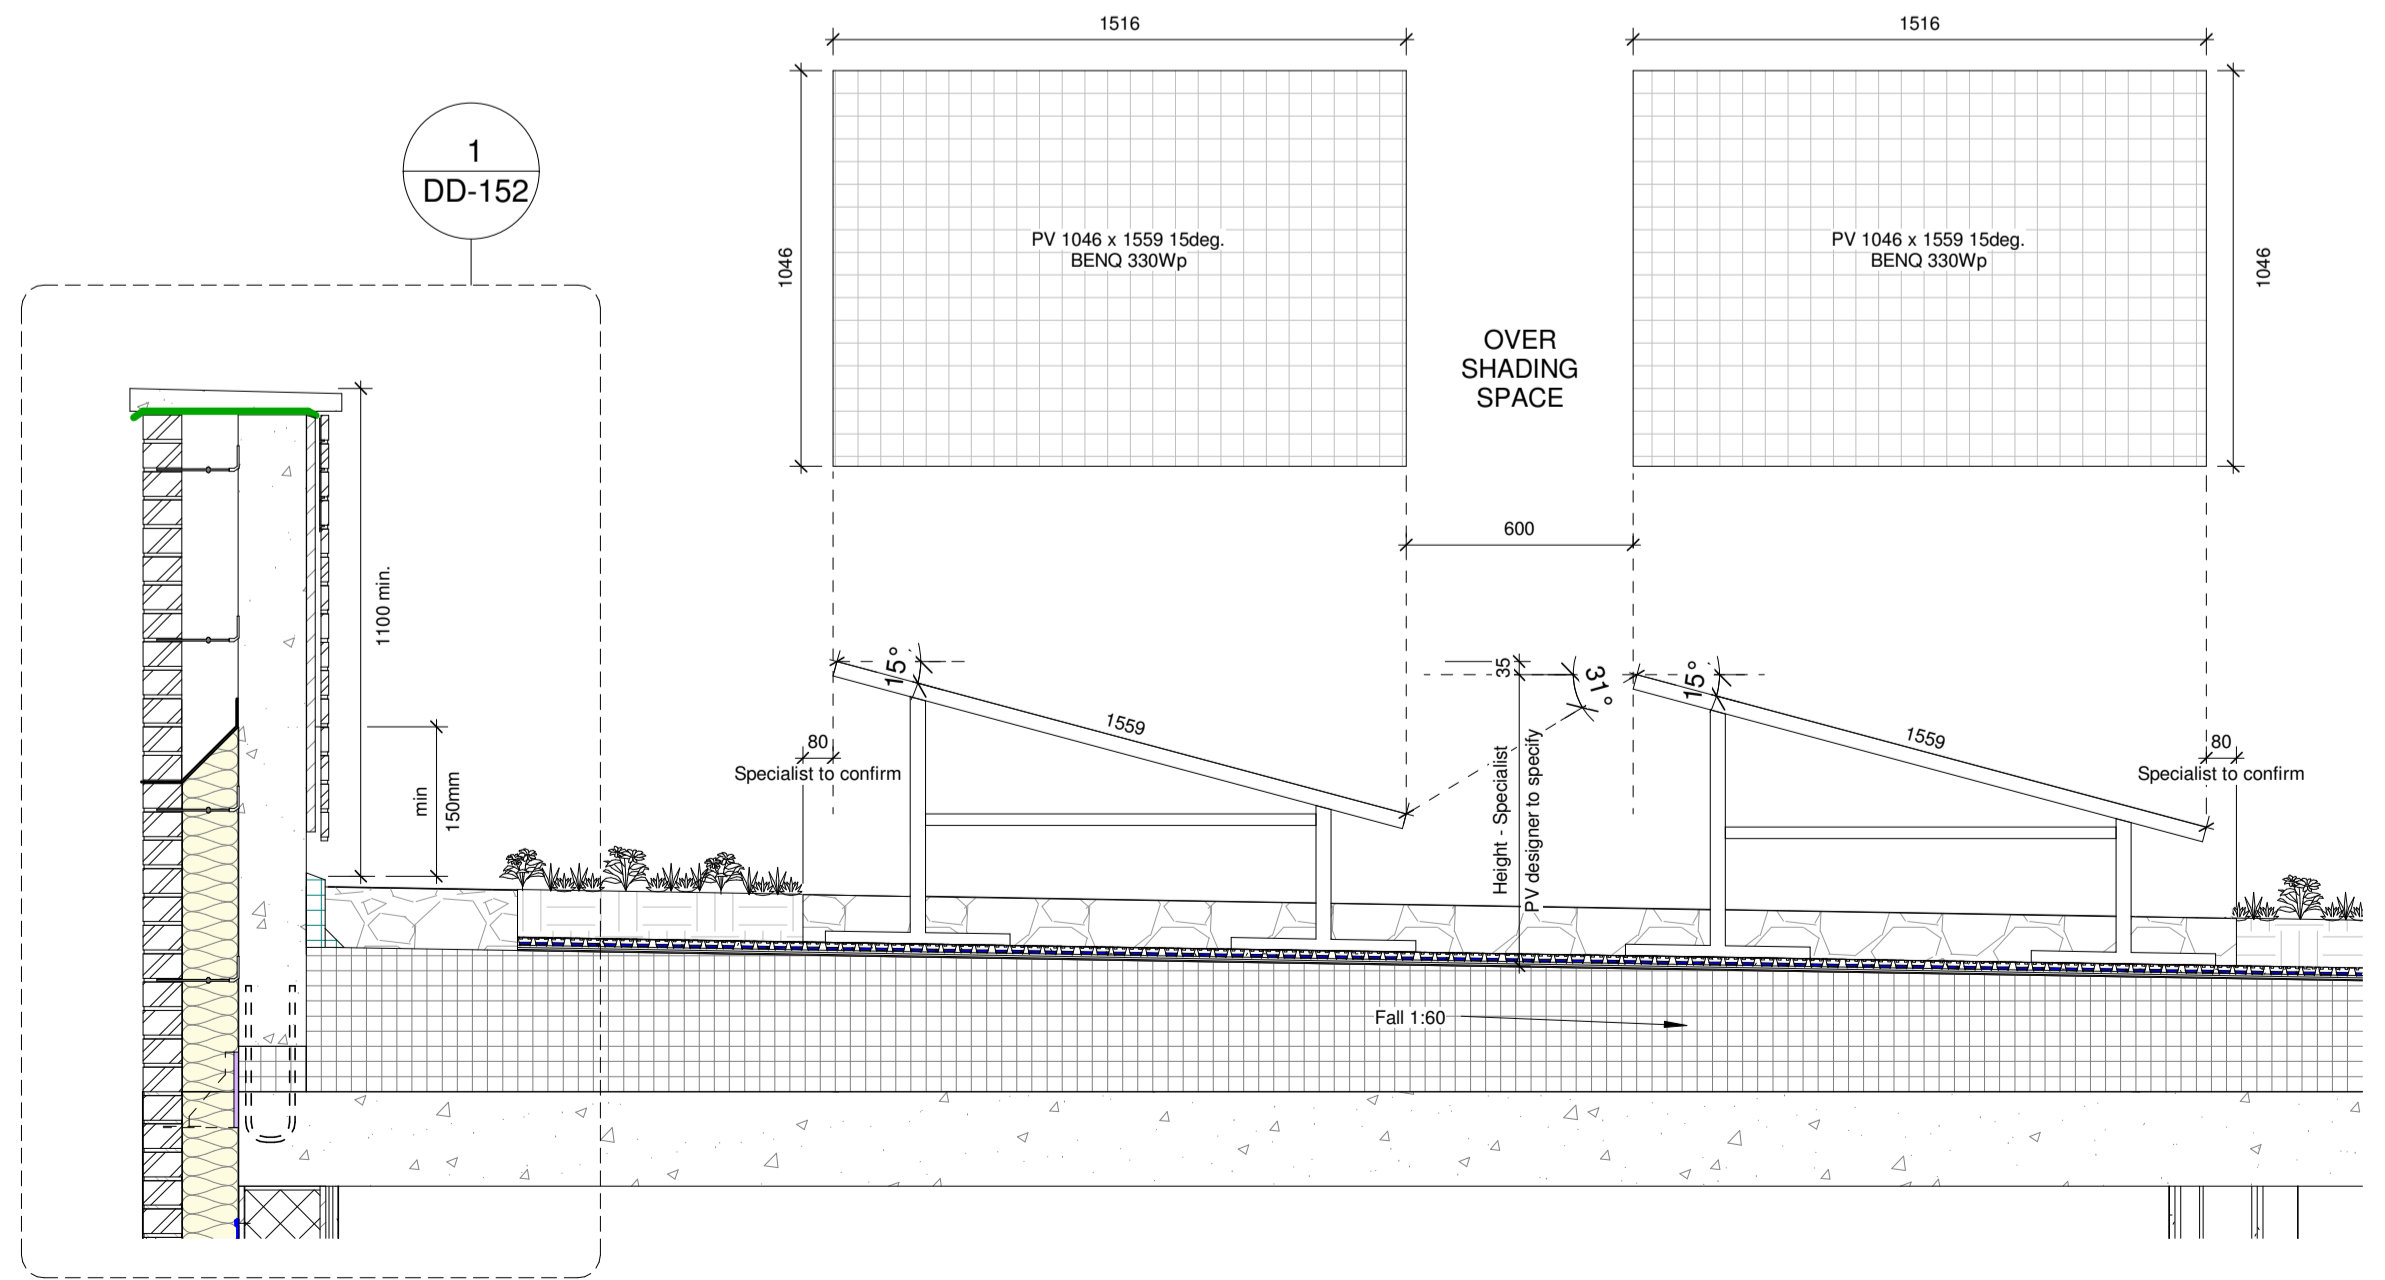 1516
1516
1
DD-152
1046
PV 1046 x 1559 15deg.
BENQ 330Wp
OVER
SHADING
SPACE
PV 1046 x 1559 15deg.
BENQ 330Wp
1046
600
1100 min.
15°
35
31°
15°
1559
1559
80
Specialist to confirm
80
Specialist to confirm
min
150mm
Height - Specialist
PV designer to specify
Fall 1:60